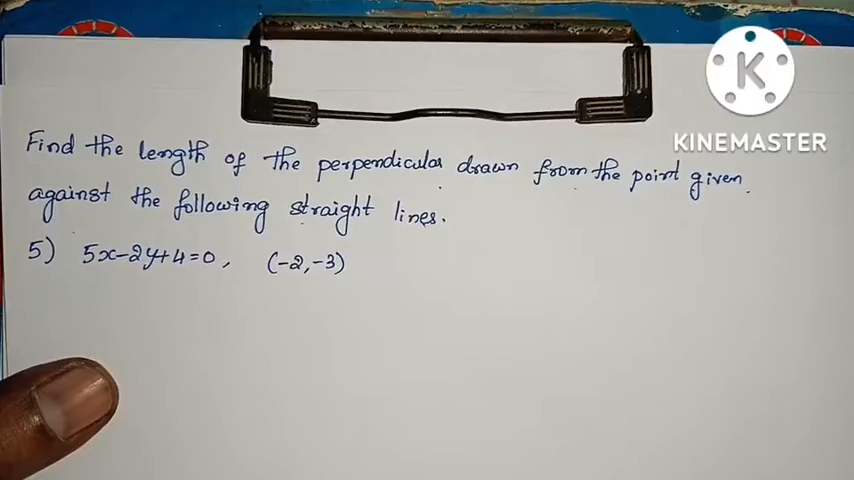 K
KINEMASTER
Find the length of the perpendicular drawn from the point given
against the following straight lines.
5) 5x-2y+4=0, (-2,-3)